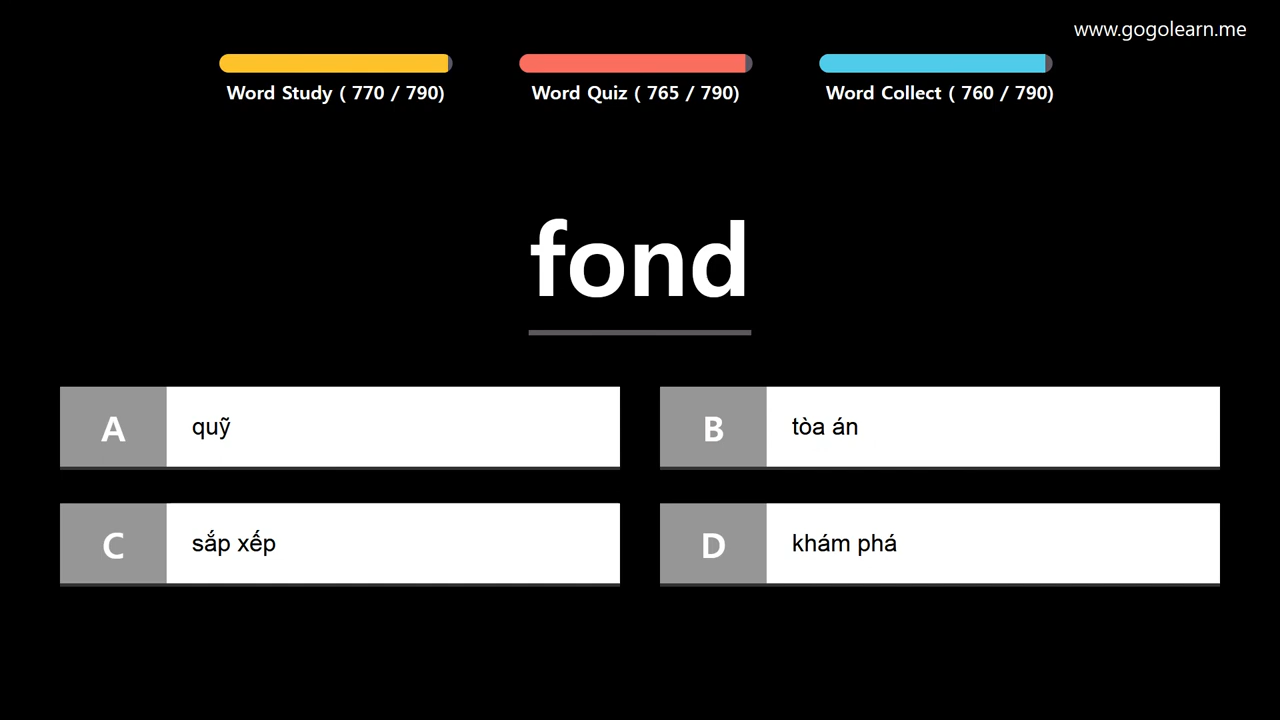 www.gogolearn.me
Word Study ( 770 / 790)
Word Quiz ( 765 / 790)
Word Collect ( 760 / 790)
fond
A quỹ
B tòa án
C sắp xếp
D khám phá